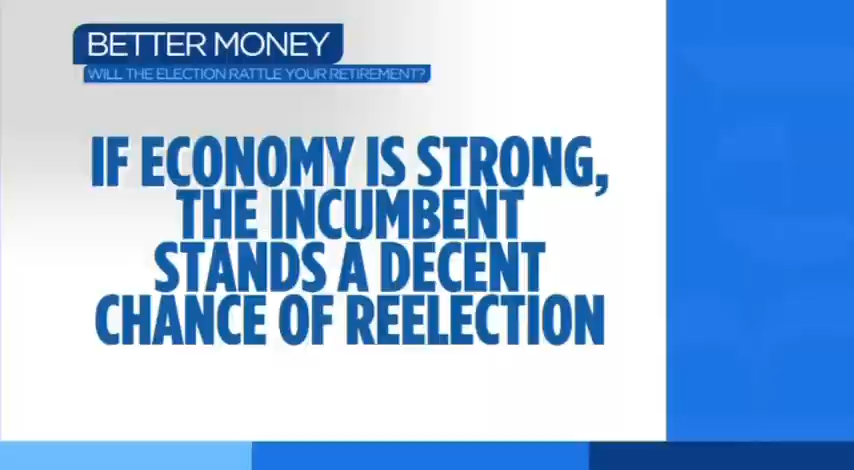 BETTER MONEY
WILL THE ELECTION RATTLE YOUR RETIREMENT?
IF ECONOMY IS STRONG,
THE INCUMBENT
STANDS A DECENT
CHANCE OF REELECTION